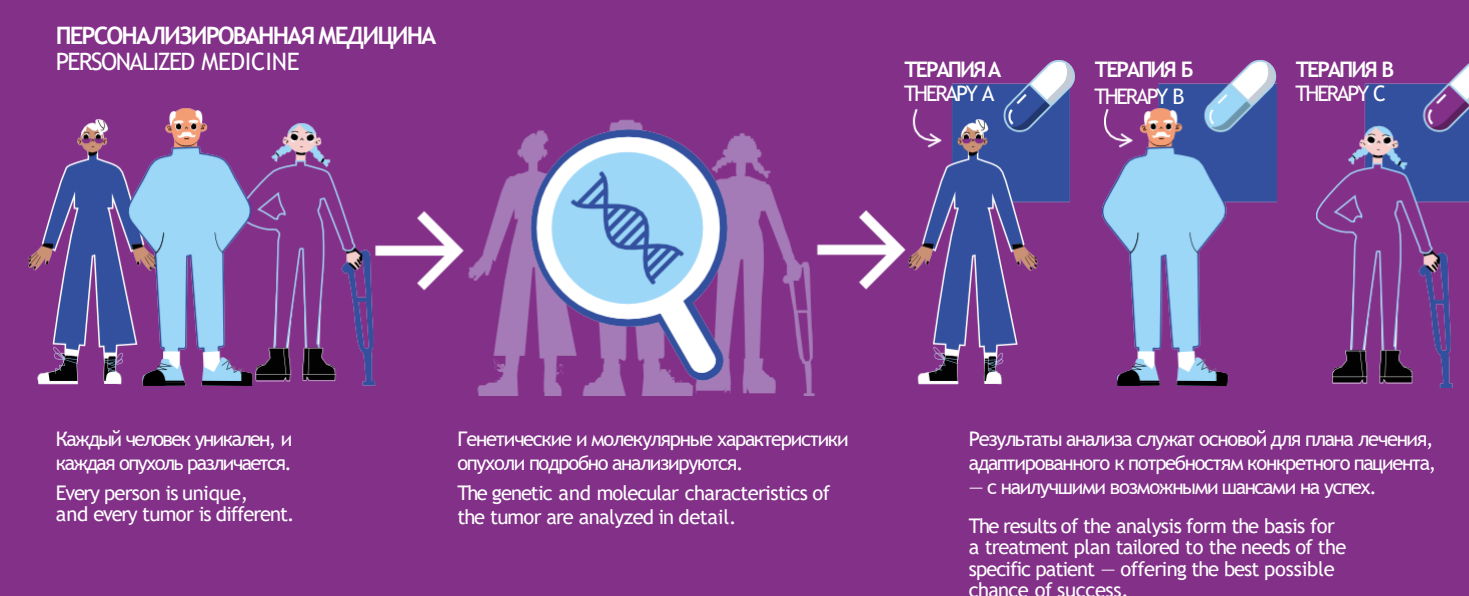 ПЕРСОНАЛИЗИРОВАННАЯ МЕДИЦИНА
PERSONALIZED MEDICINE
ТЕРАПИЯ А
THERAPY A
ТЕРАПИЯ Б
THERAPY B
ТЕРАПИЯ В
THERAPY C
Каждый человек уникален, и
каждая опухоль различается.
Every person is unique,
and every tumor is different.
Генетические и молекулярные характеристики
опухоли подробно анализируются.
The genetic and molecular characteristics of
the tumor are analyzed in detail.
Результаты анализа служат основой для плана лечения,
адаптированного к потребностям конкретного пациента,
— с наилучшими возможными шансами на успех.
The results of the analysis form the basis for
a treatment plan tailored to the needs of the
specific patient — offering the best possible
chance of success.